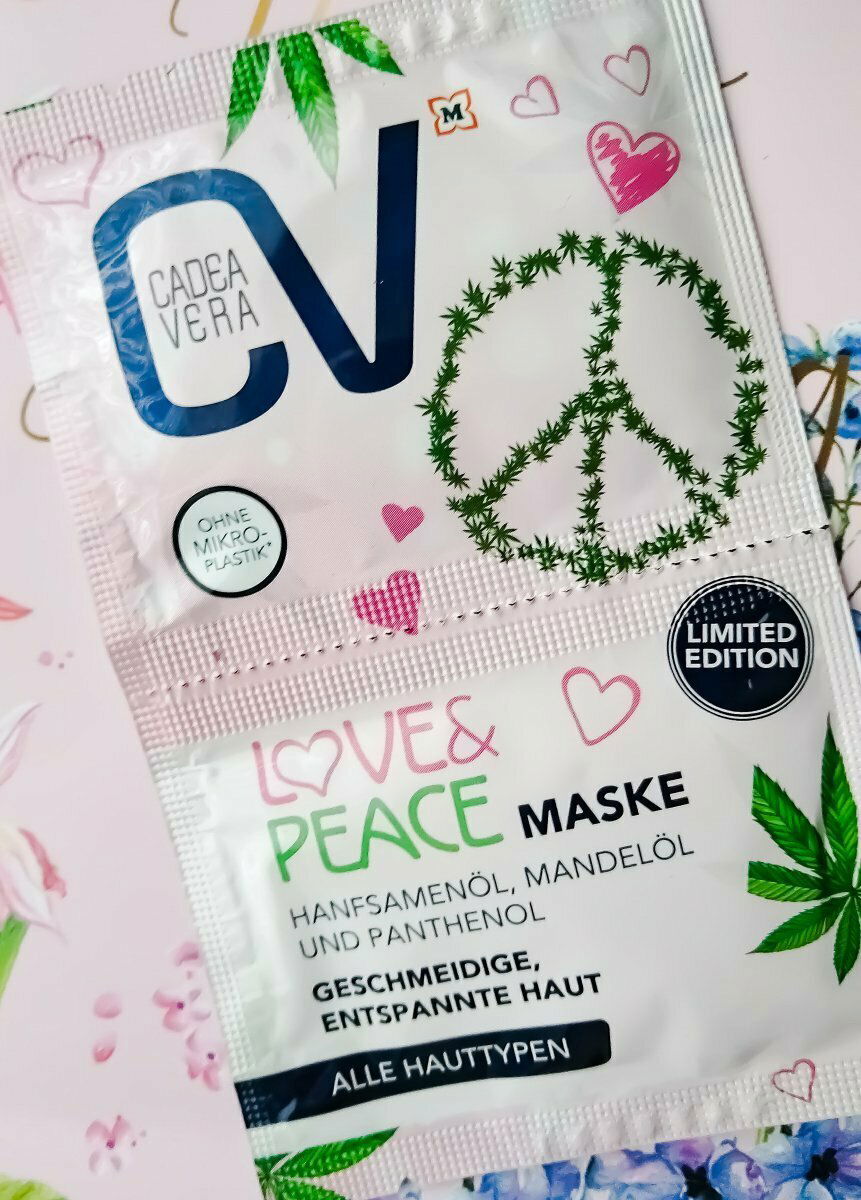 M
CV
CADEA
VERA
OHNE
MIKRO-
PLASTIK*
LIMITED
EDITION
LOVE&
PEACE MASKE
HANFSAMENÖL, MANDELÖL
UND PANTHENOL
GESCHMEIDIGE,
ENTSPANNTE HAUT
ALLE HAUTTYPEN